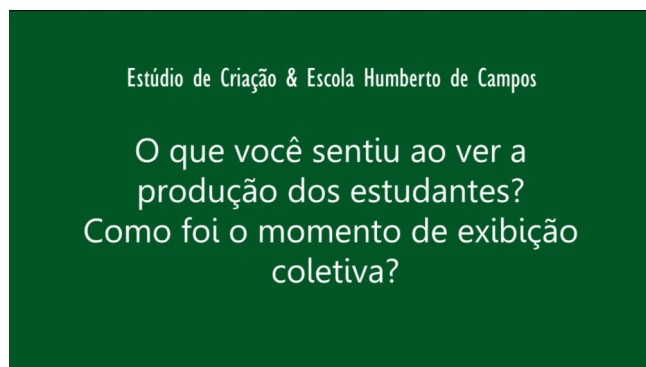 Estúdio de Criação & Escola Humberto de Campos
O que você sentiu ao ver a
produção dos estudantes?
Como foi o momento de exibição
coletiva?